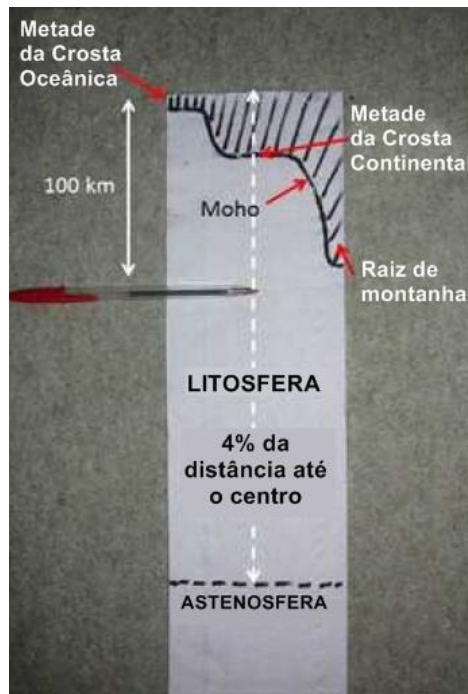 Metade
da Crosta
Oceânica
Metade
da Crosta
Continental
100 km
Moho
Raiz de
montanha
LITOSFERA
4% da
distância até
o centro
ASTENOSFERA